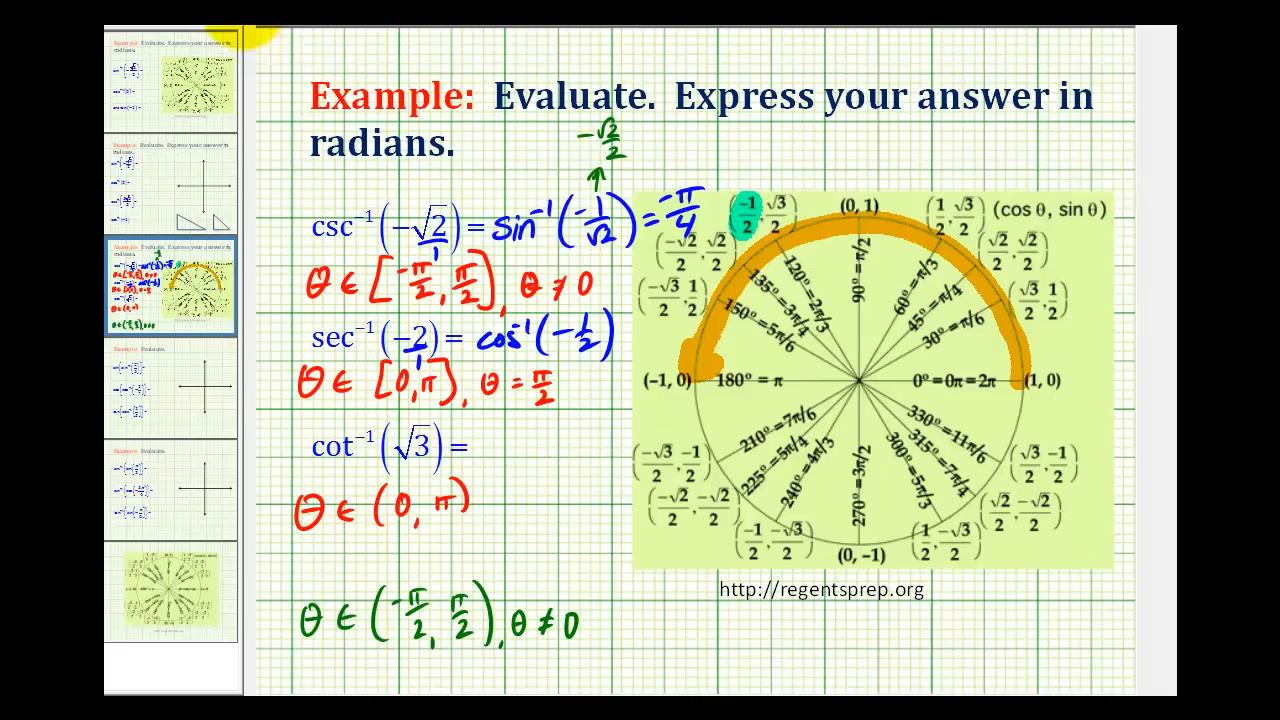 Example: Evaluate. Express your answer in
radians.
-√2/2
↑
csc⁻¹(-√2/1) = sin⁻¹(-1/√2) = -π/4
θ ∈ [-π/2, π/2], θ ≠ 0
sec⁻¹(-2/1) = cos⁻¹(-1/2)
θ ∈ [0, π], θ = π/2
cot⁻¹(√3) =
θ ∈ (0, π)
θ ∈ (-π/2, π/2), θ ≠ 0
(cos θ, sin θ)
(0, 1)
(-1/2, √3/2)
(1/2, √3/2)
(-√2/2, √2/2)
(√2/2, √2/2)
(-√3/2, 1/2)
(√3/2, 1/2)
90° = π/2
120° = 2π/3
60° = π/3
135° = 3π/4
45° = π/4
150° = 5π/6
30° = π/6
(−1, 0)
180° = π
0° = 0π = 2π
(1, 0)
210° = 7π/6
330° = 11π/6
225° = 5π/4
315° = 7π/4
240° = 4π/3
300° = 5π/3
270° = 3π/2
(-√3/2, -1/2)
(√3/2, -1/2)
(-√2/2, -√2/2)
(√2/2, -√2/2)
(-1/2, -√3/2)
(1/2, -√3/2)
(0, −1)
http://regentsprep.org